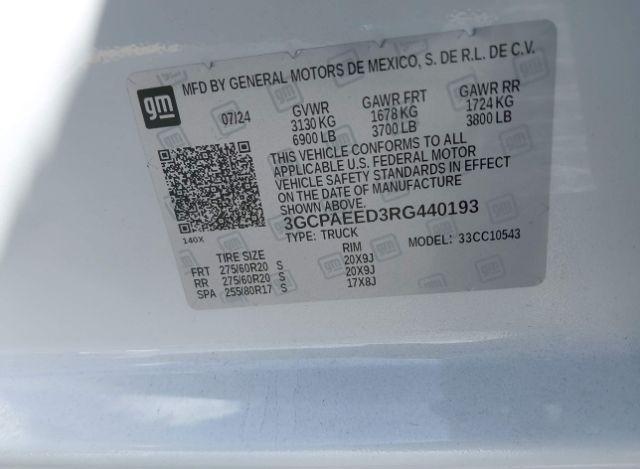 MFD BY GENERAL MOTORS DE MEXICO, S. DE R.L. DE C.V.
gm
07/24 GVWR GAWR FRT GAWR RR
3130 KG 1678 KG 1724 KG
6900 LB 3700 LB 3800 LB
THIS VEHICLE CONFORMS TO ALL
APPLICABLE U.S. FEDERAL MOTOR
VEHICLE SAFETY STANDARDS IN EFFECT
ON THE DATE OF MANUFACTURE
SHOWN ABOVE.
3GCPAEED3RG440193
140X TYPE: TRUCK MODEL: 33CC10543
TIRE SIZE RIM
FRT 275/60R20 S 20X9J
RR 275/60R20 S 20X9J
SPA 255/80R17 S 17X8J